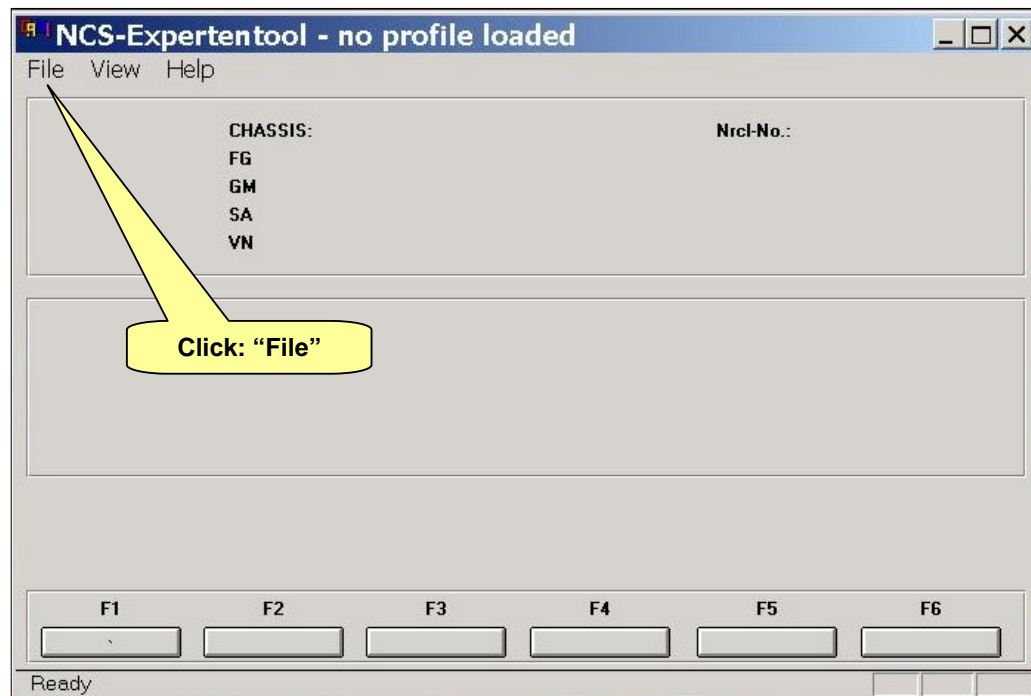 NCS-Expertentool - no profile loaded
File View Help
CHASSIS: Nrcl-No.:
FG
GM
SA
VN
Click: “File”
F1 F2 F3 F4 F5 F6
Ready